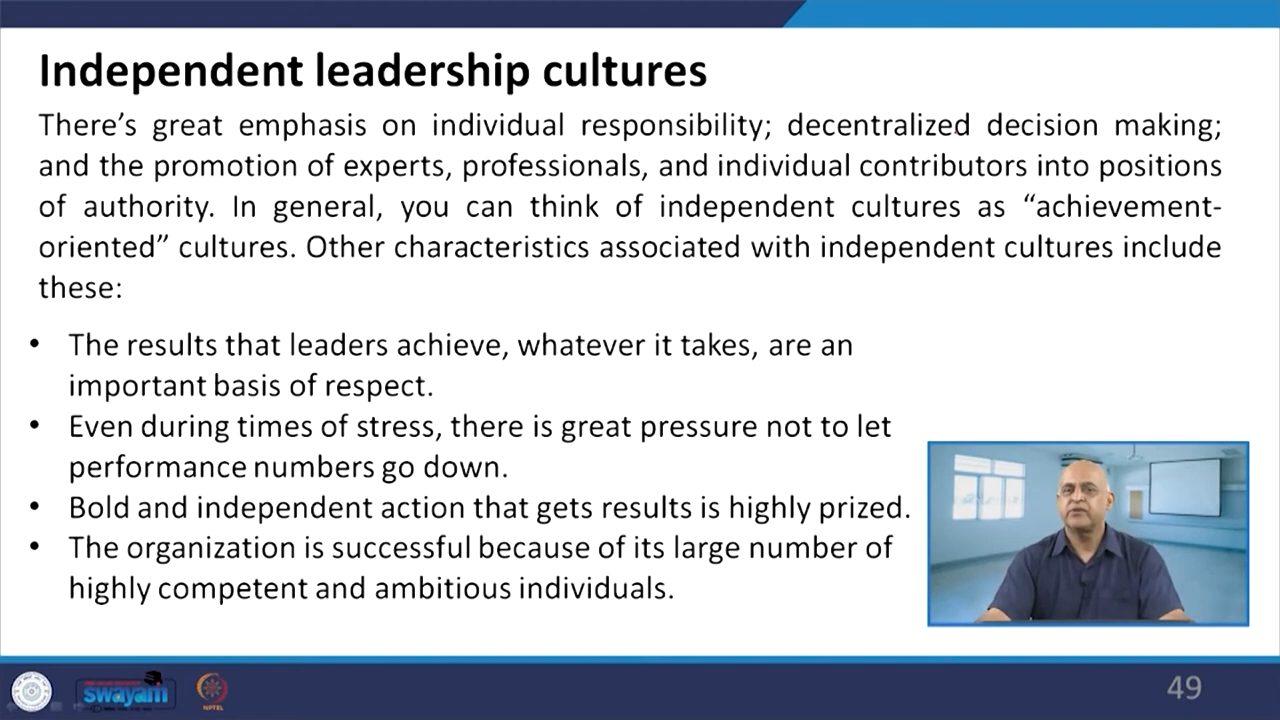 Independent leadership cultures
There’s great emphasis on individual responsibility; decentralized decision making;
and the promotion of experts, professionals, and individual contributors into positions
of authority. In general, you can think of independent cultures as “achievement-
oriented” cultures. Other characteristics associated with independent cultures include
these:
• The results that leaders achieve, whatever it takes, are an
important basis of respect.
• Even during times of stress, there is great pressure not to let
performance numbers go down.
• Bold and independent action that gets results is highly prized.
• The organization is successful because of its large number of
highly competent and ambitious individuals.
swayam
NPTEL
49